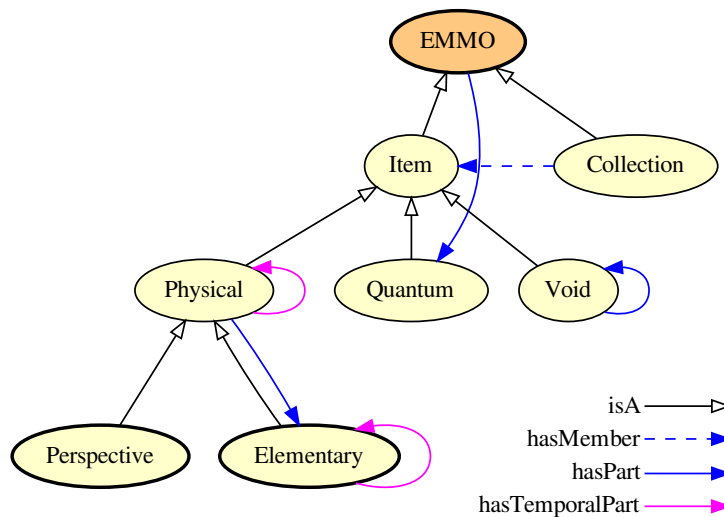 EMMO
Item
Collection
Physical
Quantum
Void
Perspective
Elementary
isA
hasMember
hasPart
hasTemporalPart